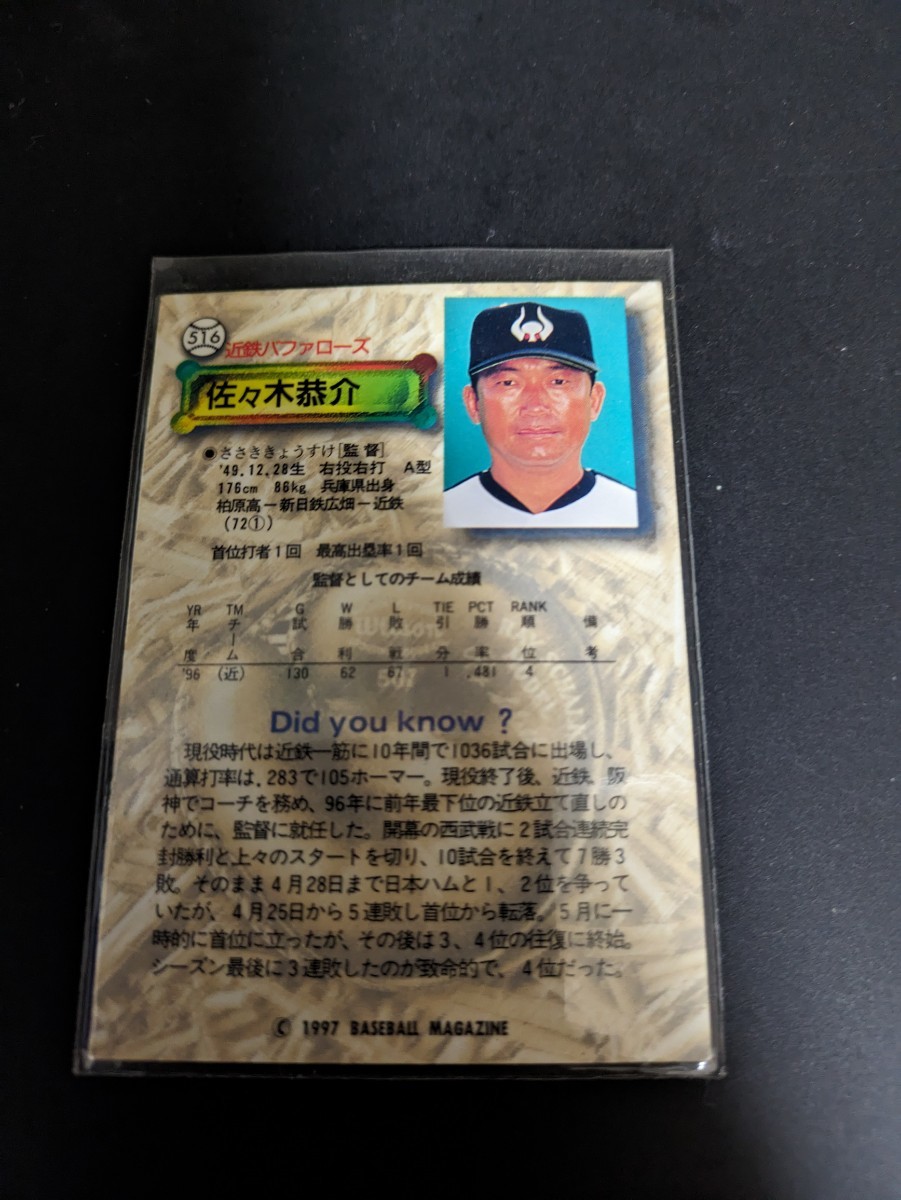 516
近鉄バファローズ
佐々木恭介
●ささききょうすけ[監督]
'49.12.28生 右投右打 A型
176cm 86kg 兵庫県出身
柏原高－新日鉄広畑－近鉄
(72①)
首位打者1回 最高出塁率1回
監督としてのチーム成績
YR TM G W L TIE PCT RANK
年度 チーム 試合 勝利 敗戦 引分 勝率 順位 備考
'96 (近) 130 62 67 1 .481 4
Did you know ?
現役時代は近鉄一筋に10年間で1036試合に出場し、
通算打率は.283で105ホーマー。現役終了後、近鉄、阪
神でコーチを務め、96年に前年最下位の近鉄立て直しの
ために、監督に就任した。開幕の西武戦に2試合連続完
封勝利と上々のスタートを切り、10試合を終えて7勝3
敗。そのまま4月28日まで日本ハムと1、2位を争って
いたが、4月25日から5連敗し首位から転落。5月に一
時的に首位に立ったが、その後は3、4位の往復に終始。
シーズン最後に3連敗したのが致命的で、4位だった。
© 1997 BASEBALL MAGAZINE